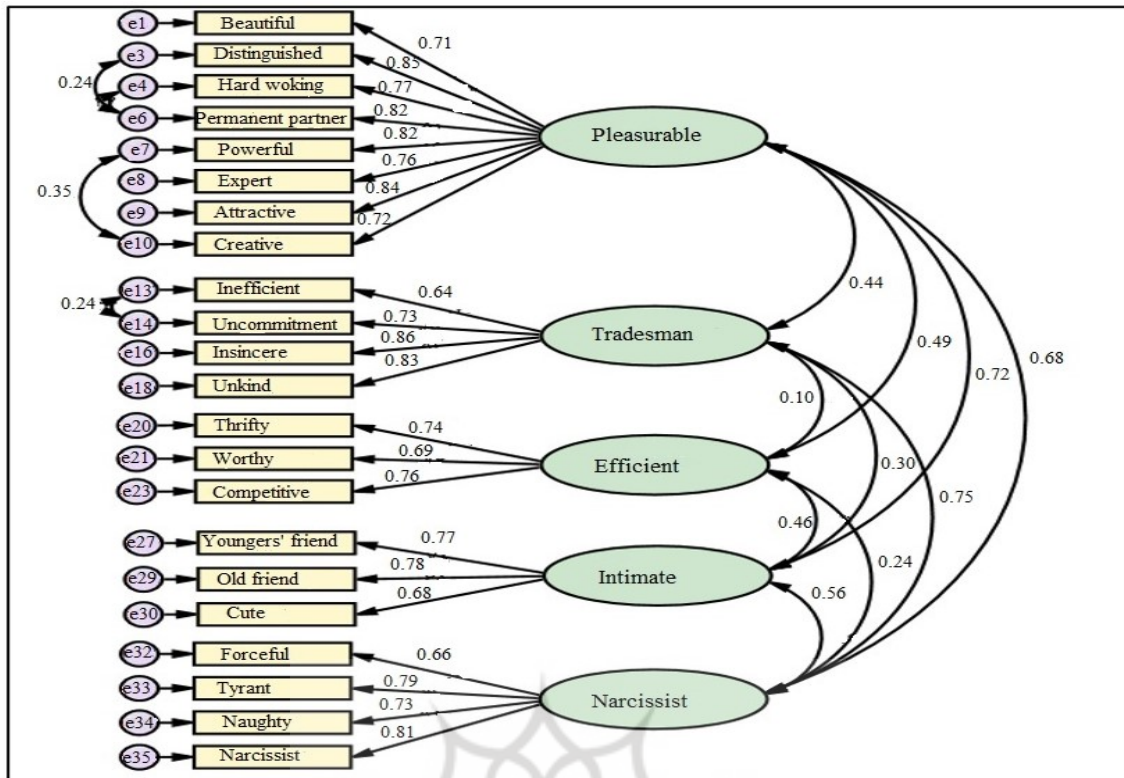 e1 Beautiful 0.71
e3 Distinguished 0.85
0.24
e4 Hard woking 0.77
e6 Permanent partner 0.82
e7 Powerful 0.82
e8 Expert 0.76
0.35
e9 Attractive 0.84
e10 Creative 0.72
Pleasurable
e13 Inefficient 0.64
0.24
e14 Uncommitment 0.73
e16 Insincere 0.86
e18 Unkind 0.83
Tradesman
e20 Thrifty 0.74
e21 Worthy 0.69
e23 Competitive 0.76
Efficient
e27 Youngers' friend 0.77
e29 Old friend 0.78
e30 Cute 0.68
Intimate
e32 Forceful 0.66
e33 Tyrant 0.79
e34 Naughty 0.73
e35 Narcissist 0.81
Narcissist
0.44
0.49
0.72
0.68
0.10
0.30
0.75
0.46
0.24
0.56